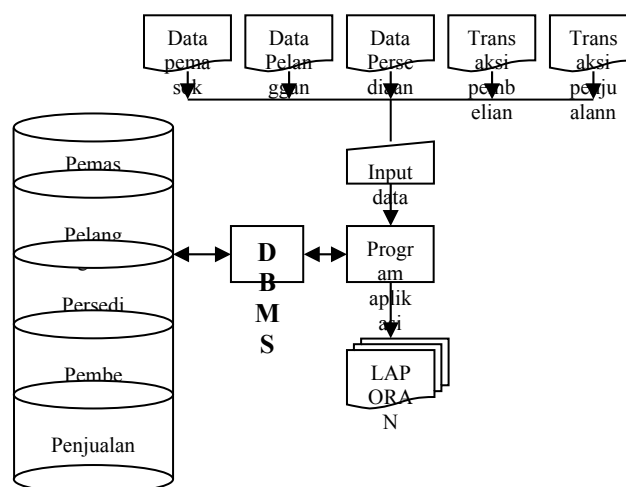 Data
pema
sok
Data
Pelan
ggan
Data
Perse
diaan
Trans
aksi
pemb
elian
Trans
aksi
penju
alann
Input
data
Pemas
Pelang
Persedi
Pembe
Penjualan
D
B
M
S
Progr
am
aplik
asi
LAP
ORA
N